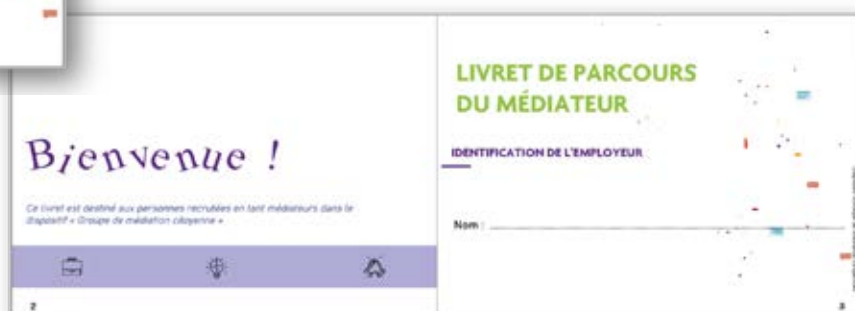 Bienvenue !
Ce livret est destiné aux personnes recrutées en tant médiateurs dans le
dispositif « Groupe de médiation citoyenne »
2
LIVRET DE PARCOURS
DU MÉDIATEUR
IDENTIFICATION DE L'EMPLOYEUR
Nom :
3